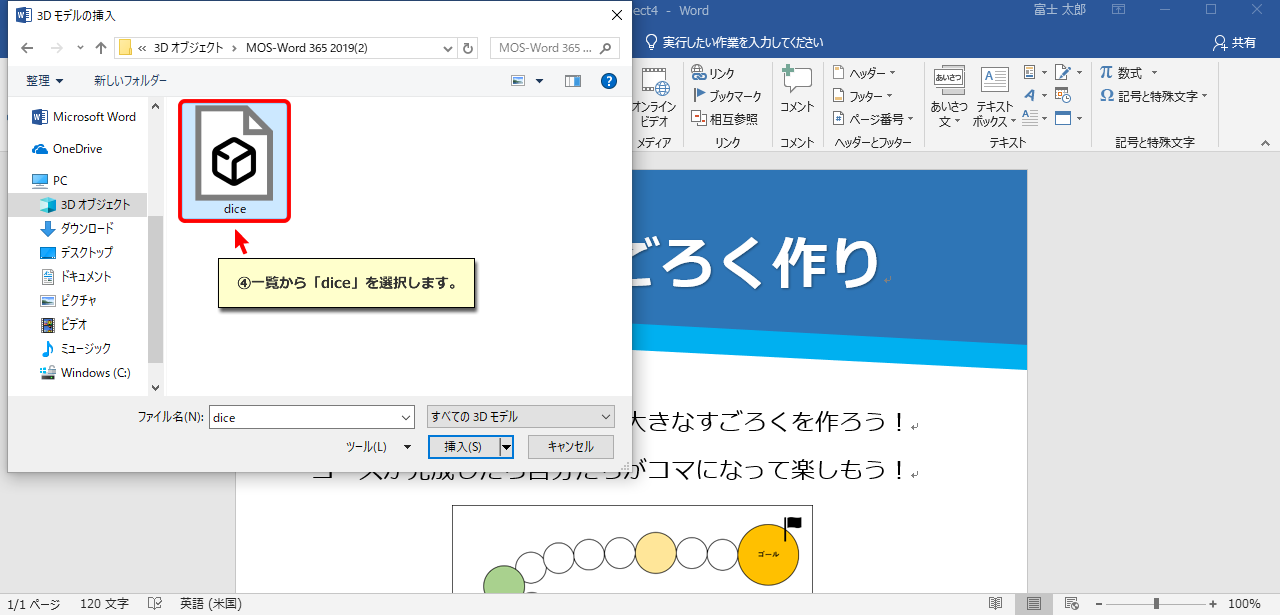 3D モデルの挿入
ect4 - Word
富士 太郎
« 3D オブジェクト › MOS-Word 365 2019(2)
MOS-Word 365 ...
実行したい作業を入力してください
共有
整理
新しいフォルダー
Microsoft Word
OneDrive
PC
3D オブジェクト
ダウンロード
デスクトップ
ドキュメント
ピクチャ
ビデオ
ミュージック
Windows (C:)
dice
④一覧から「dice」を選択します。
ファイル名(N):
dice
すべての 3D モデル
ツール(L)
挿入(S)
キャンセル
オンライン
ビデオ
メディア
リンク
ブックマーク
相互参照
リンク
コメント
コメント
ヘッダー
フッター
ページ番号
ヘッダーとフッター
あいさつ
あいさつ
文
テキスト
ボックス
テキスト
π 数式
Ω 記号と特殊文字
記号と特殊文字
ごろく作り
大きなすごろくを作ろう！
コースが完成したら自分たちがコマになって楽しもう！
ゴール
1/1 ページ
120 文字
英語 (米国)
100%